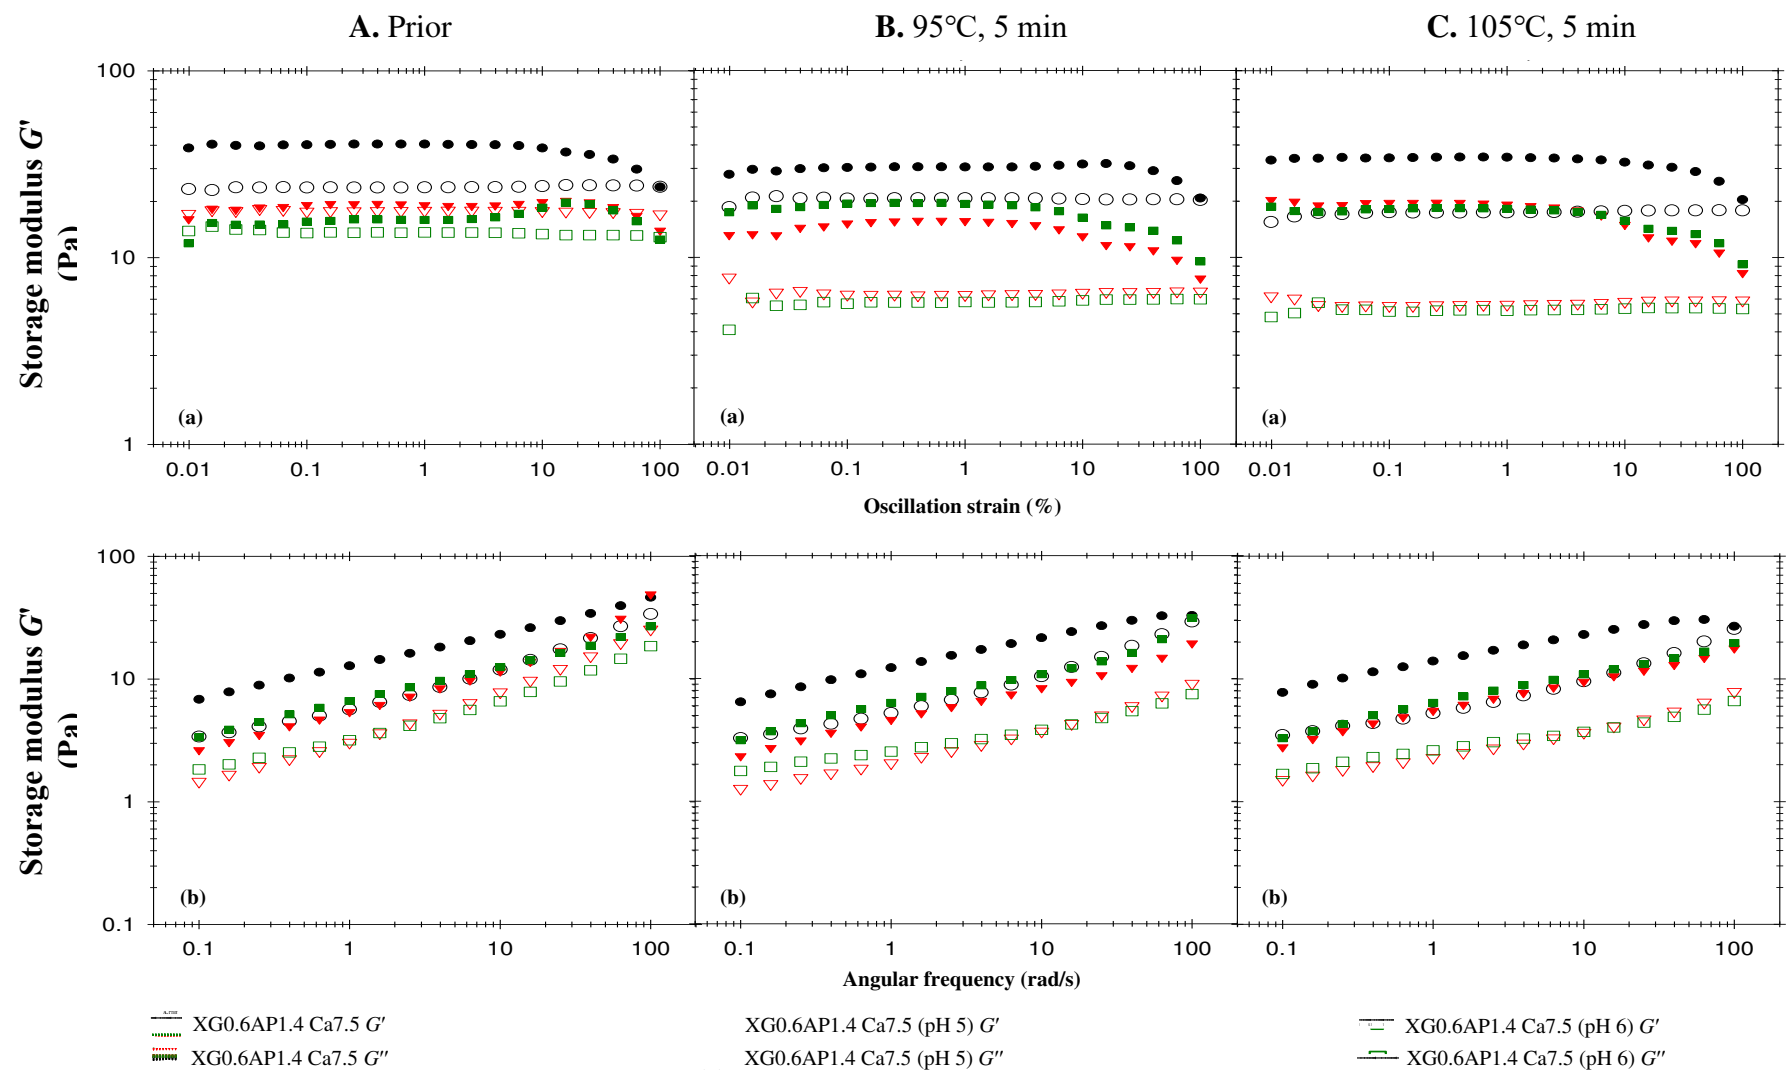 A. Prior
B. 95°C, 5 min
C. 105°C, 5 min
Storage modulus G'
(Pa)
100
10
1
(a)
(a)
(a)
0.01 0.1 1 10 100
0.01 0.1 1 10 100
0.01 0.1 1 10 100
Oscillation strain (%)
Storage modulus G'
(Pa)
100
10
1
0.1
(b)
(b)
(b)
0.1 1 10 100
0.1 1 10 100
0.1 1 10 100
Angular frequency (rad/s)
XG0.6AP1.4 Ca7.5 G'
XG0.6AP1.4 Ca7.5 (pH 5) G'
XG0.6AP1.4 Ca7.5 (pH 6) G'
XG0.6AP1.4 Ca7.5 G''
XG0.6AP1.4 Ca7.5 (pH 5) G''
XG0.6AP1.4 Ca7.5 (pH 6) G''